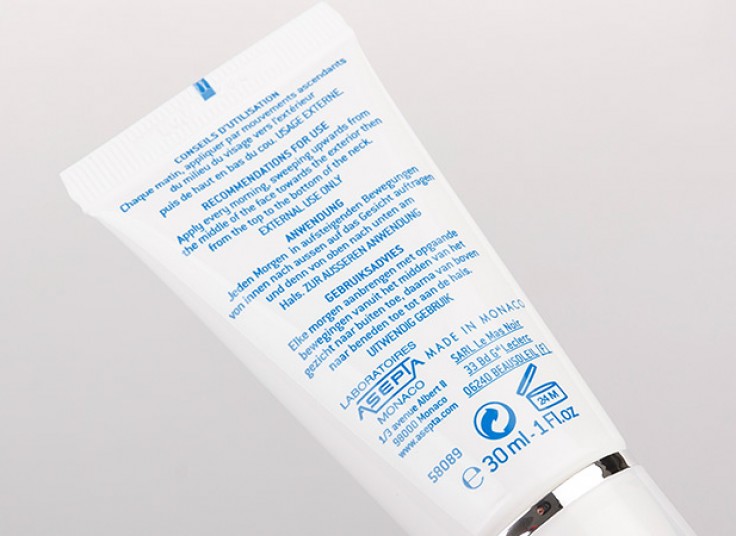 CONSEILS D'UTILISATION
Chaque matin, appliquer par mouvements ascendants
du milieu du visage vers l'extérieur
puis de haut en bas du cou. USAGE EXTERNE.
RECOMMENDATIONS FOR USE
Apply every morning, sweeping upwards from
the middle of the face towards the exterior then
from the top to the bottom of the neck.
EXTERNAL USE ONLY
ANWENDUNG
Jeden Morgen in aufsteigenden Bewegungen
von innen nach aussen auf das Gesicht auftragen
und denn von oben nach unten am
Hals. ZUR AUSSEREN ANWENDUNG
GEBRUIKSADVIES
Elke morgen aanbrengen met opgaande
bewegingen vanuit het midden van het
gezicht naar buiten toe, daarna van boven
naar beneden toe tot aan de hals.
UITWENDIG GEBRUIK
LABORATOIRES
ASEPTA
MONACO
1/3 avenue Albert II
98000 Monaco
www.asepta.com
MADE IN MONACO
SARL Le Mas Noir
33 Bd Gal Leclerc
06240 BEAUSOLEIL (F)
24 M
58089
e 30 ml - 1 Fl.oz